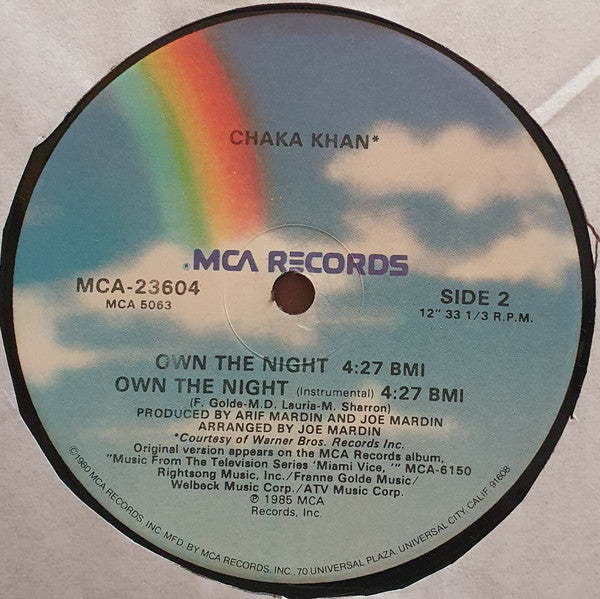 CHAKA KHAN*
®MCA RECORDS
MCA-23604
MCA 5063
SIDE 2
12" 33 1/3 R.P.M.
OWN THE NIGHT 4:27 BMI
OWN THE NIGHT (Instrumental) 4:27 BMI
(F. Golde-M.D. Lauria-M. Sharron)
PRODUCED BY ARIF MARDIN AND JOE MARDIN
ARRANGED BY JOE MARDIN
*Courtesy of Warner Bros. Records Inc.
Original version appears on the MCA Records album,
"Music From The Television Series 'Miami Vice,'" MCA-6150
Rightsong Music, Inc./Franne Golde Music/
Welbeck Music Corp./ATV Music Corp.
℗ 1985 MCA
Records, Inc.
©1980 MCA RECORDS, INC. MFD. BY MCA RECORDS, INC., 70 UNIVERSAL PLAZA, UNIVERSAL CITY, CALIF. 91608